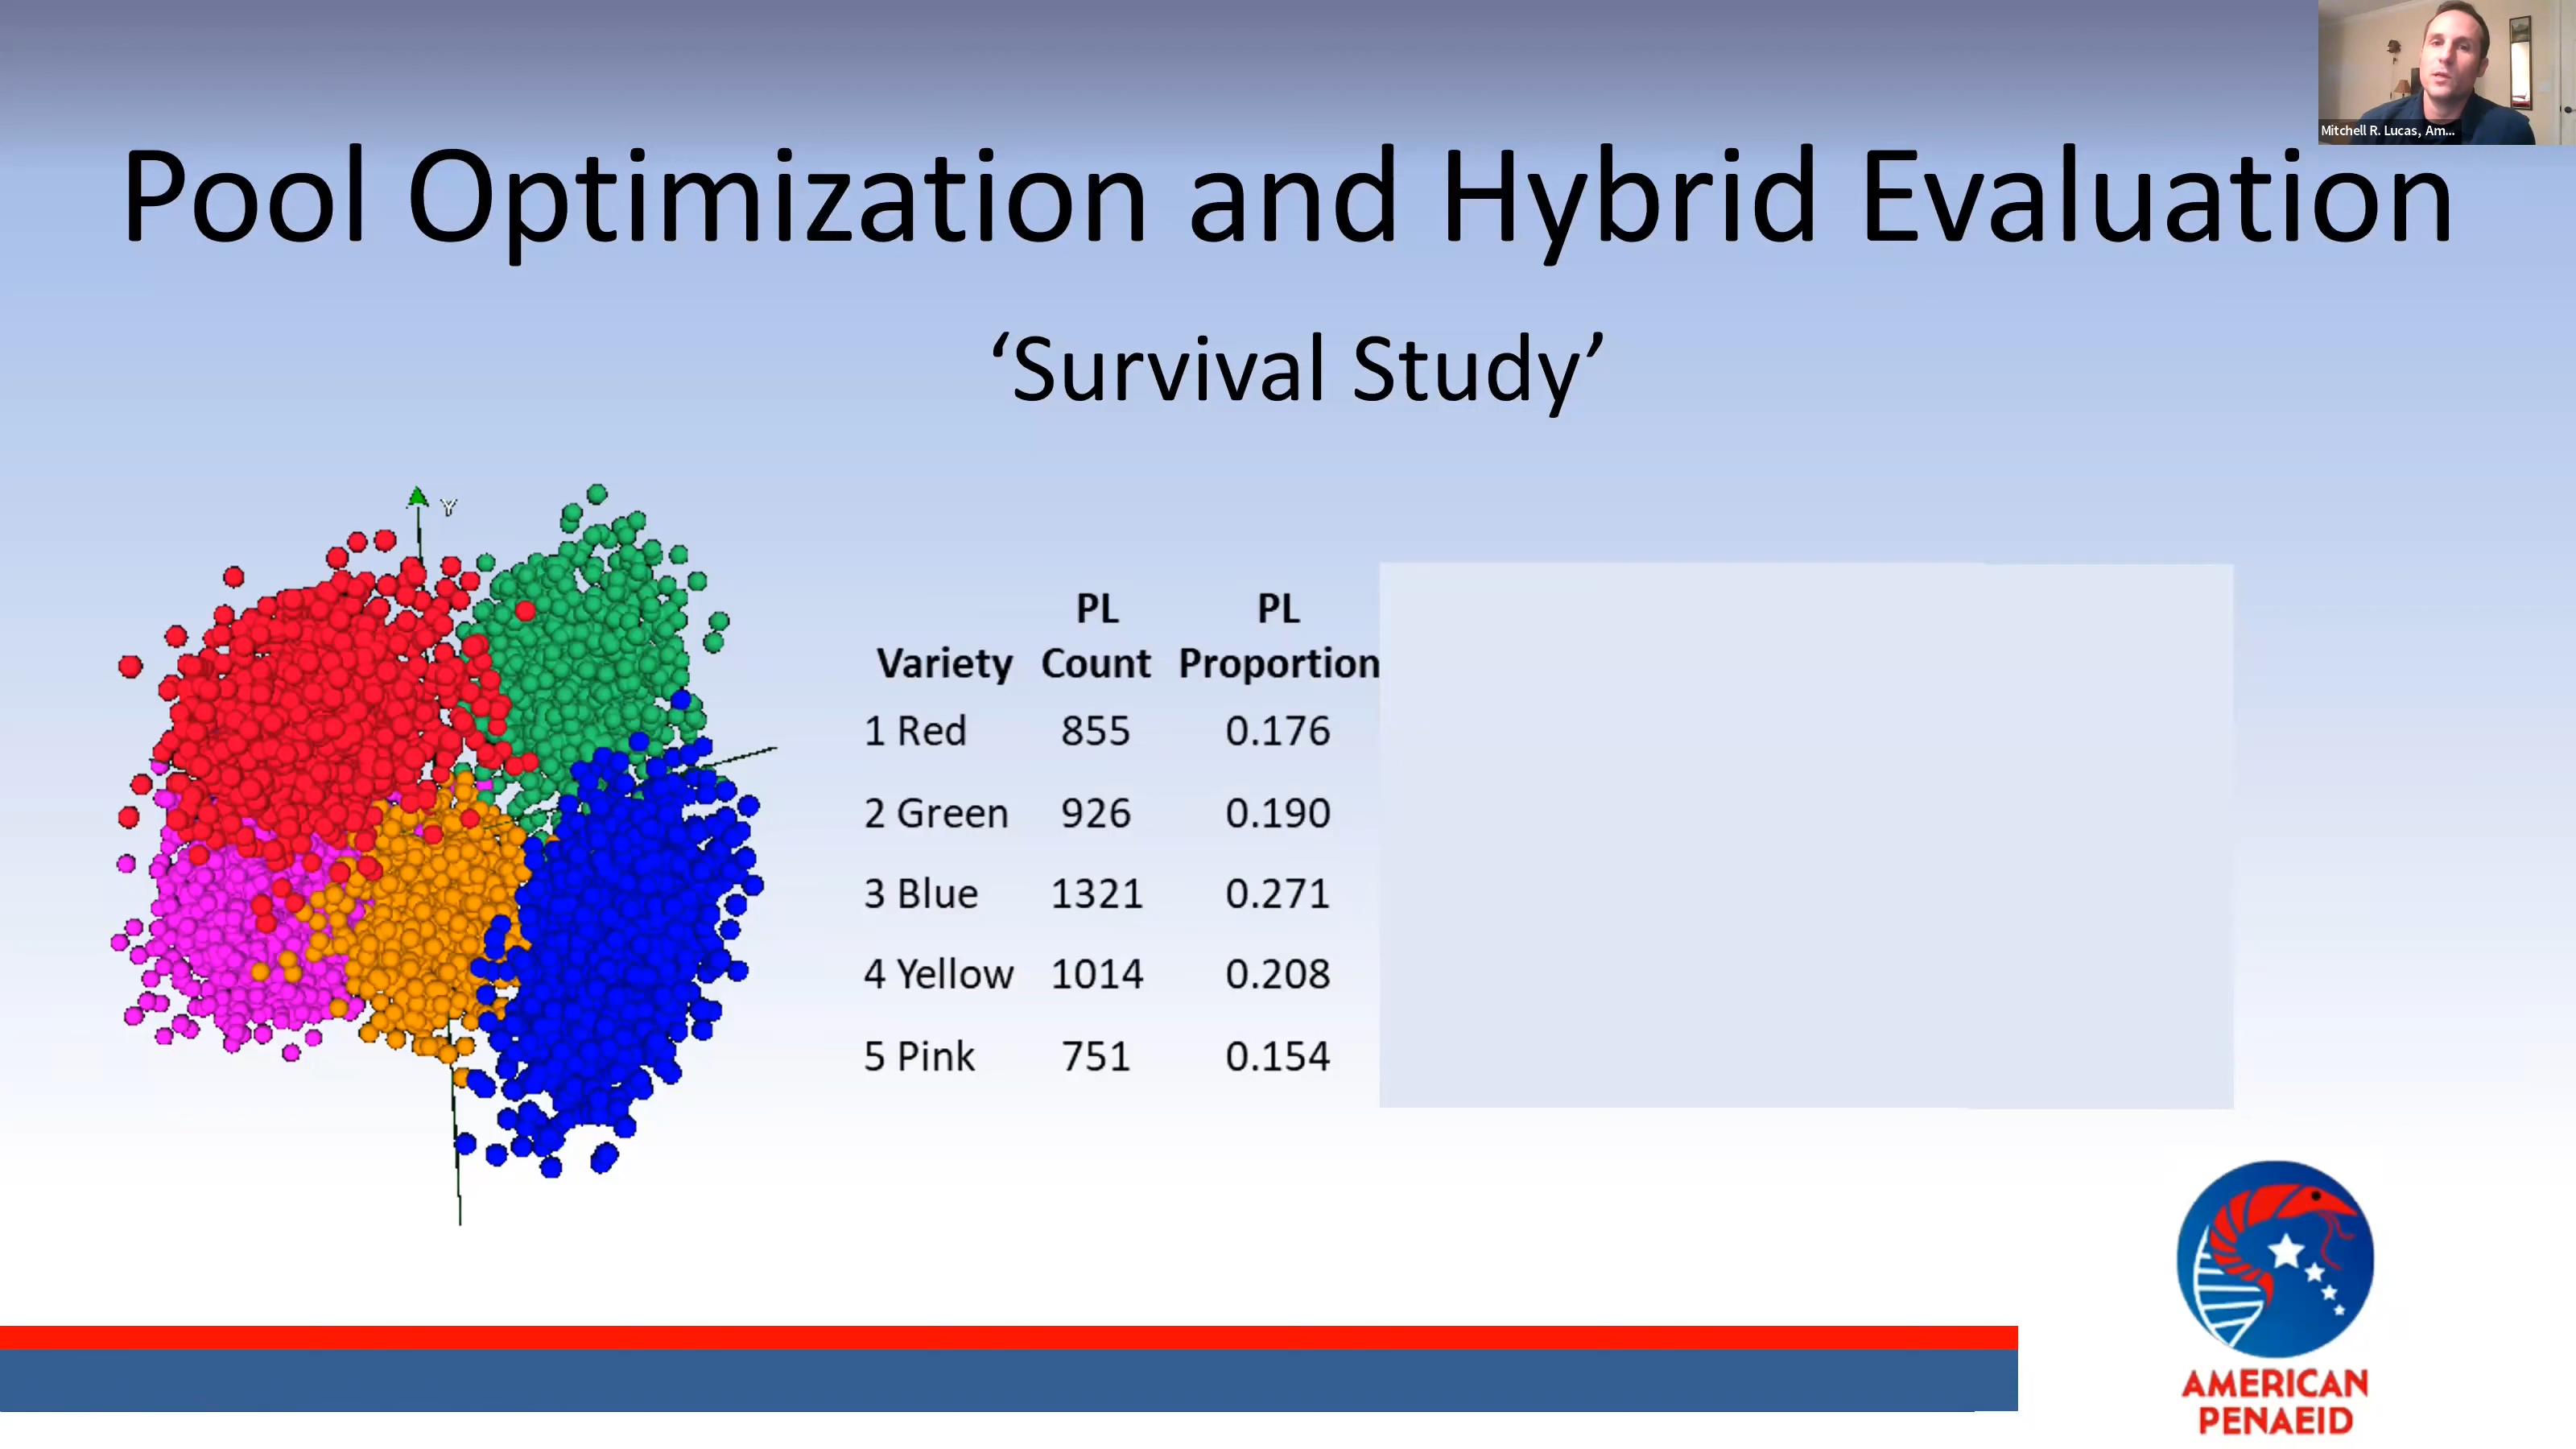 Mitchell R. Lucas, Am...
Pool Optimization and Hybrid Evaluation
‘Survival Study’
Y
PL PL
Variety Count Proportion
1 Red 855 0.176
2 Green 926 0.190
3 Blue 1321 0.271
4 Yellow 1014 0.208
5 Pink 751 0.154
AMERICAN
PENAEID